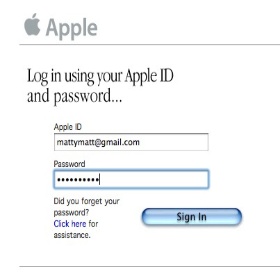 Apple
Log in using your Apple ID
and password...
Apple ID
mattymatt@gmail.com
Password
••••••••••
Did you forget your
password?
Click here for
assistance.
Sign In